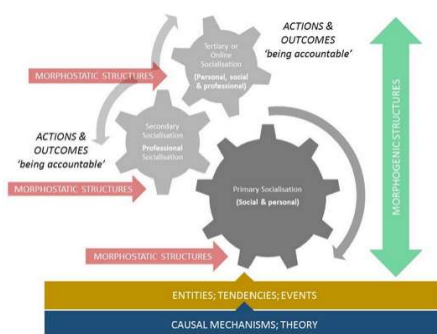 ACTIONS &
OUTCOMES
'being accountable'
Tertiary or
Online
Socialisation
(Personal, social
& professional)
MORPHOSTATIC STRUCTURES
Secondary
Socialisation
Professional
Socialisation
ACTIONS &
OUTCOMES
'being accountable'
MORPHOSTATIC STRUCTURES
Primary Socialisation
(Social & personal)
MORPHOSTATIC STRUCTURES
MORPHOGENIC STRUCTURES
ENTITIES; TENDENCIES; EVENTS
CAUSAL MECHANISMS; THEORY